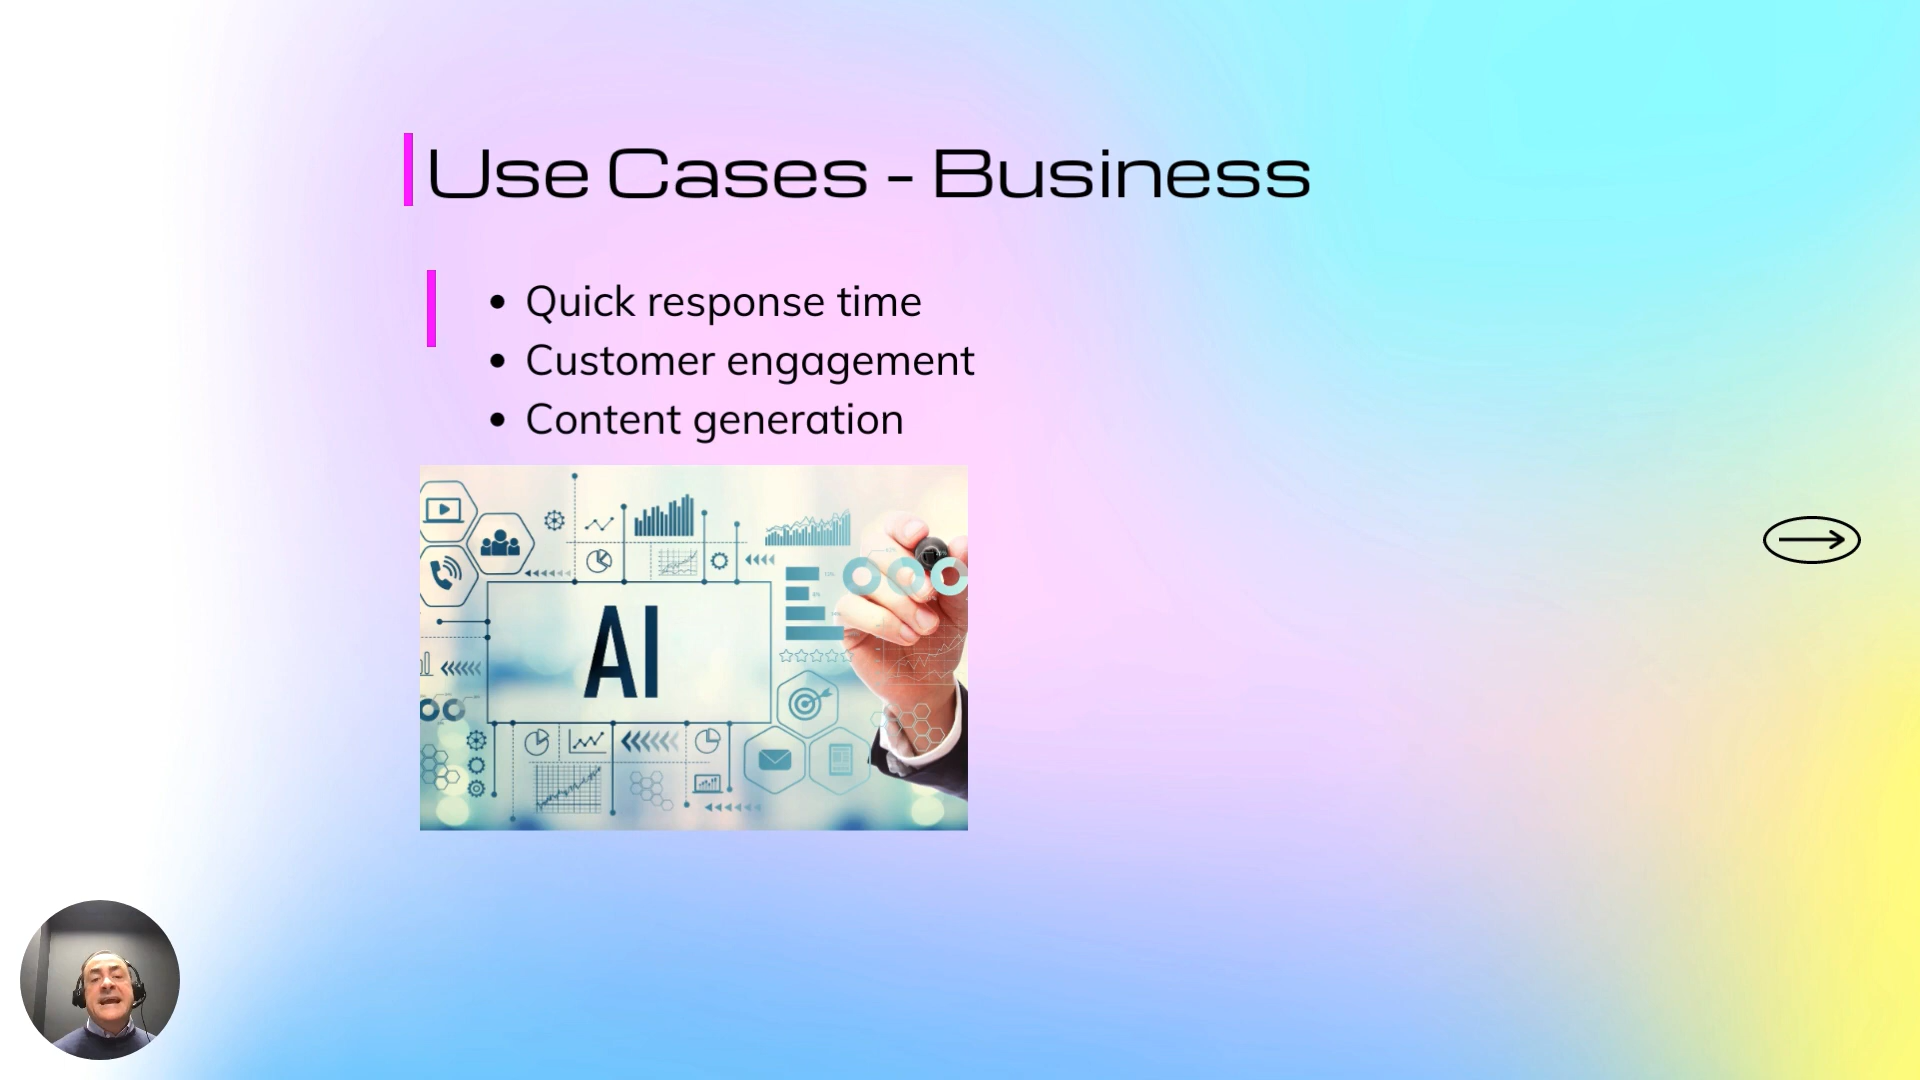 Use Cases - Business
Quick response time
Customer engagement
Content generation
AI